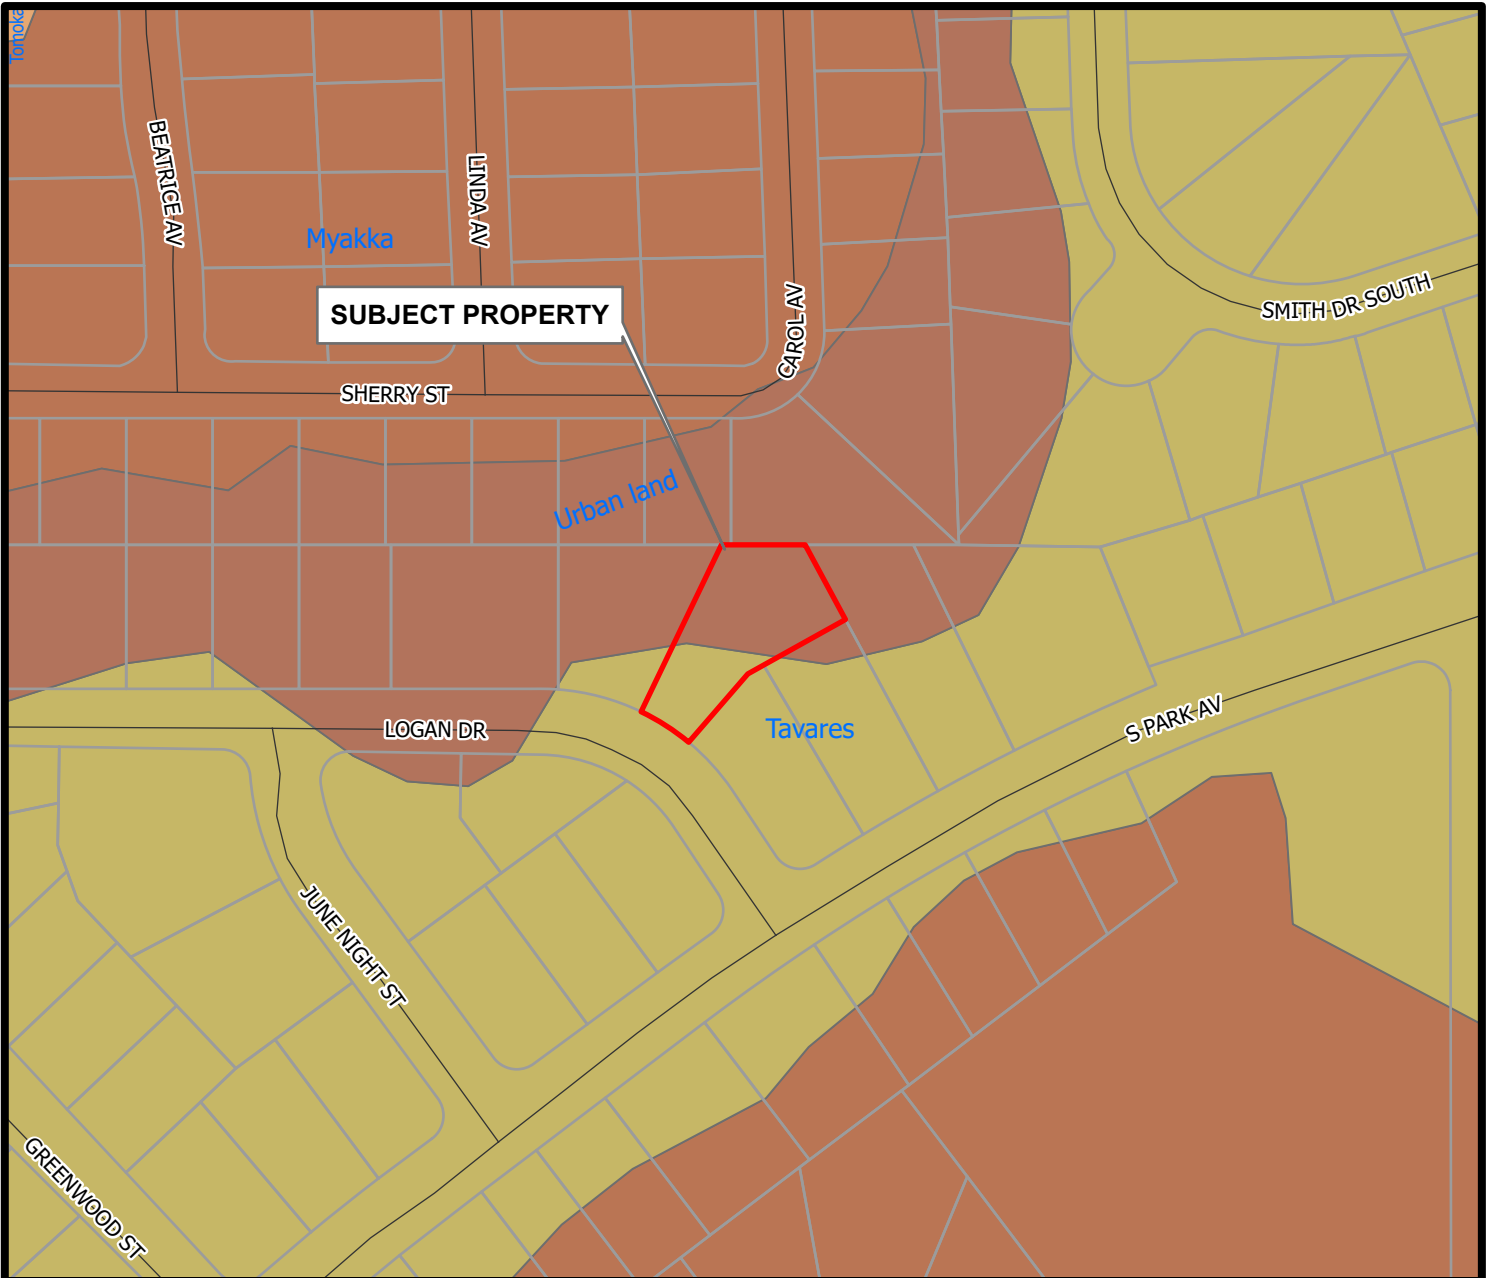 Tomoka
BEATRICE AV
LINDA AV
Myakka
CAROL AV
SMITH DR SOUTH
SUBJECT PROPERTY
SHERRY ST
Urban land
LOGAN DR
Tavares
S PARK AV
JUNE NIGHT ST
GREENWOOD ST